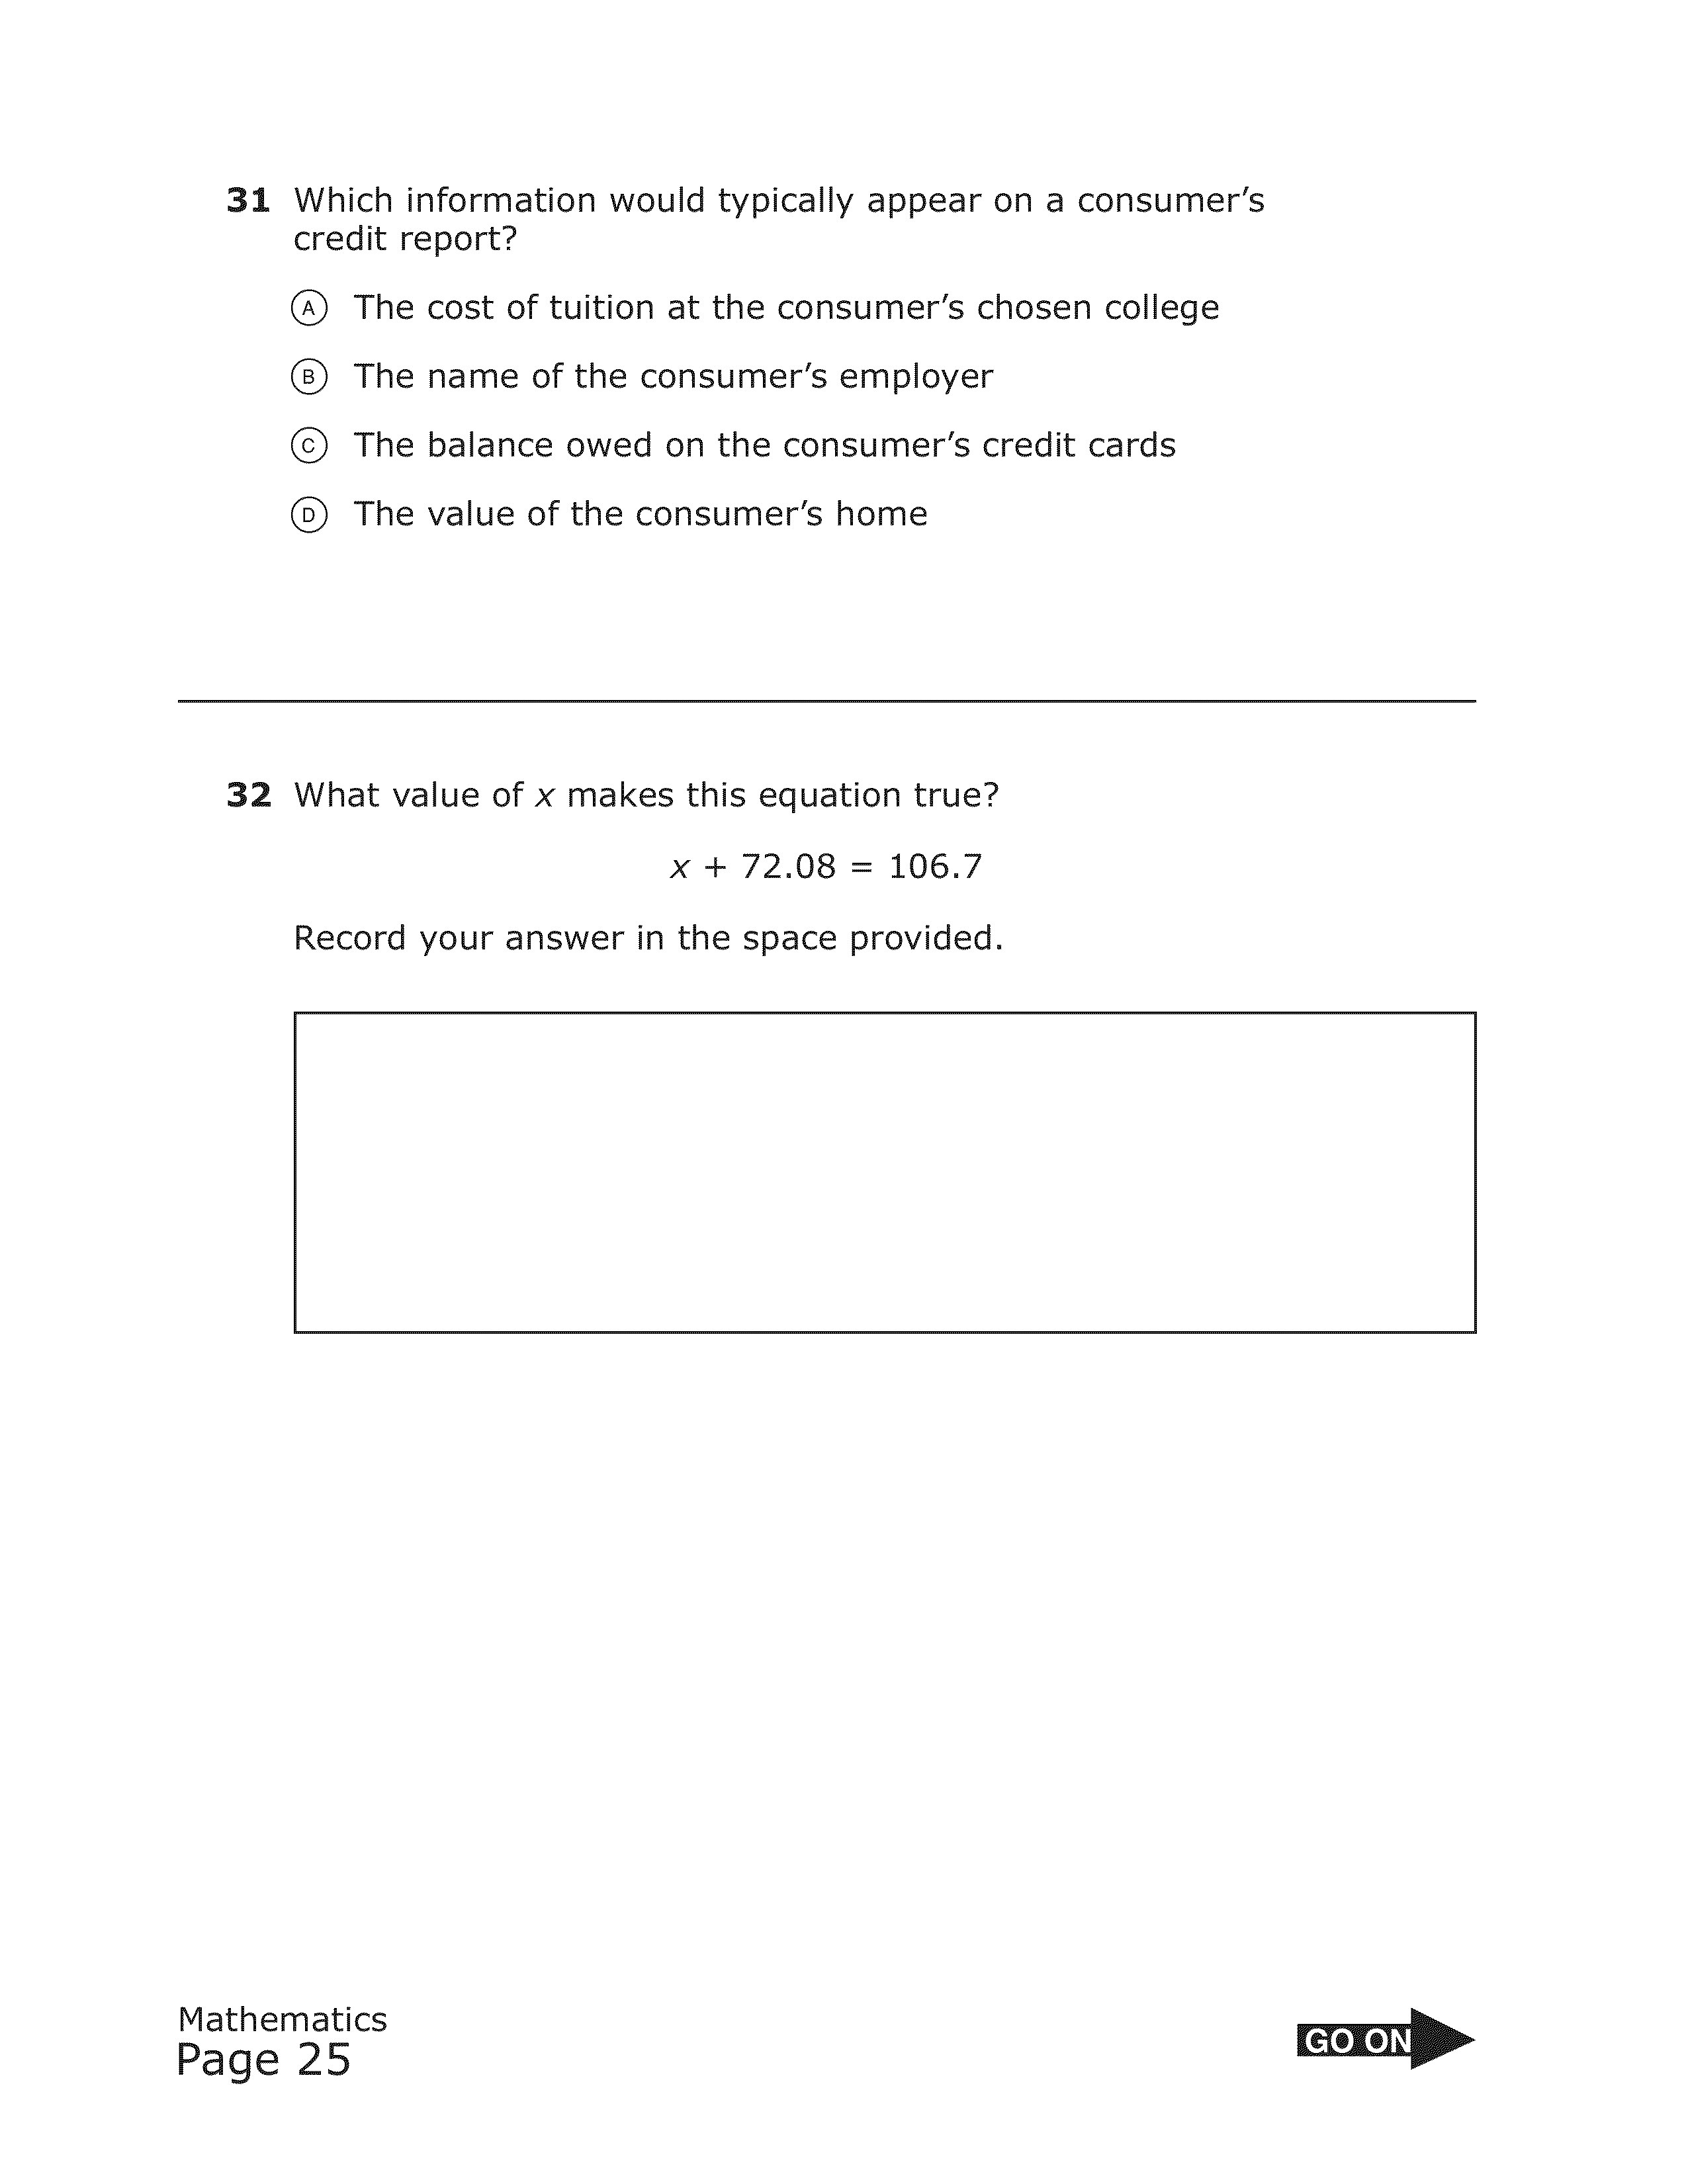 31 Which information would typically appear on a consumer’s
credit report?
A The cost of tuition at the consumer’s chosen college
B The name of the consumer’s employer
C The balance owed on the consumer’s credit cards
D The value of the consumer’s home
32 What value of x makes this equation true?
x + 72.08 = 106.7
Record your answer in the space provided.
Mathematics
Page 25
GO ON